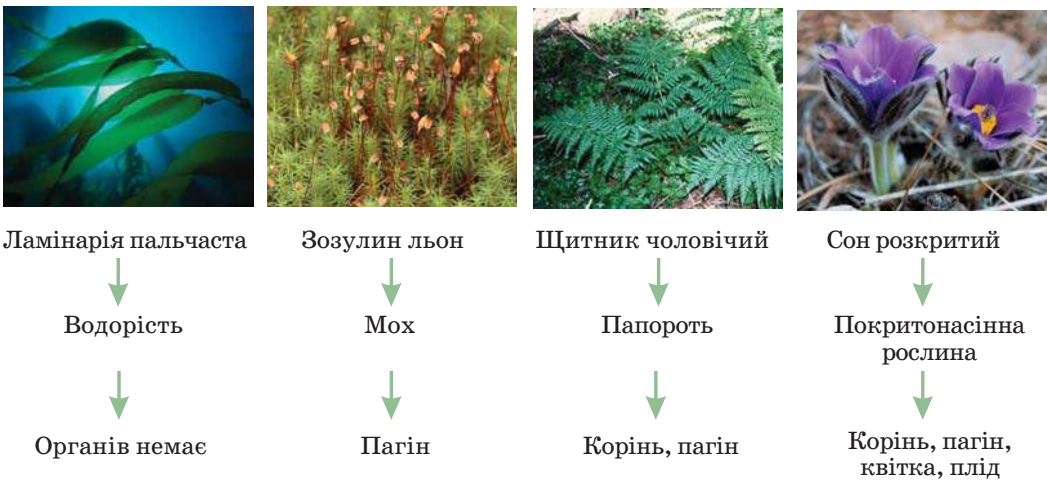 Ламінарія пальчаста
Зозулин льон
Щитник чоловічий
Сон розкритий
Водорість
Мох
Папороть
Покритонасінна
рослина
Органів немає
Пагін
Корінь, пагін
Корінь, пагін,
квітка, плід